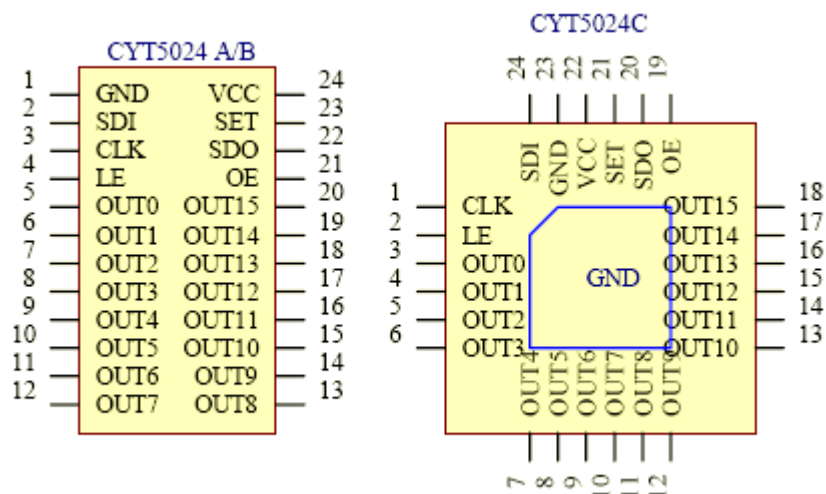 CYT5024 A/B
1 GND VCC 24
2 SDI SET 23
3 CLK SDO 22
4 LE OE 21
5 OUT0 OUT15 20
6 OUT1 OUT14 19
7 OUT2 OUT13 18
8 OUT3 OUT12 17
9 OUT4 OUT11 16
10 OUT5 OUT10 15
11 OUT6 OUT9 14
12 OUT7 OUT8 13
CYT5024C
24 23 22 21 20 19
SDI GND VCC SET SDO OE
1 CLK OUT15 18
2 LE OUT14 17
3 OUT0 OUT13 16
4 OUT1 GND OUT12 15
5 OUT2 OUT11 14
6 OUT3 OUT10 13
OUT4 OUT5 OUT6 OUT7 OUT8 OUT9
7 8 9 10 11 12